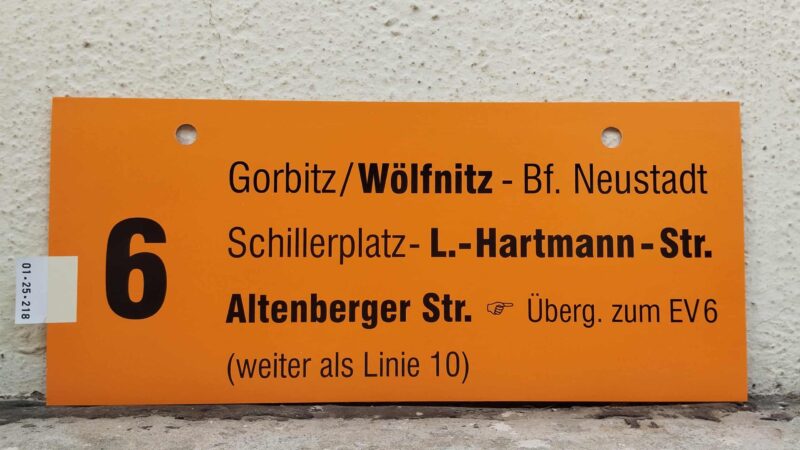 Gorbitz/Wölfnitz - Bf. Neustadt
Schillerplatz - L.-Hartmann-Str.
6
Altenberger Str. ☞ Überg. zum EV6
(weiter als Linie 10)
01·25·218